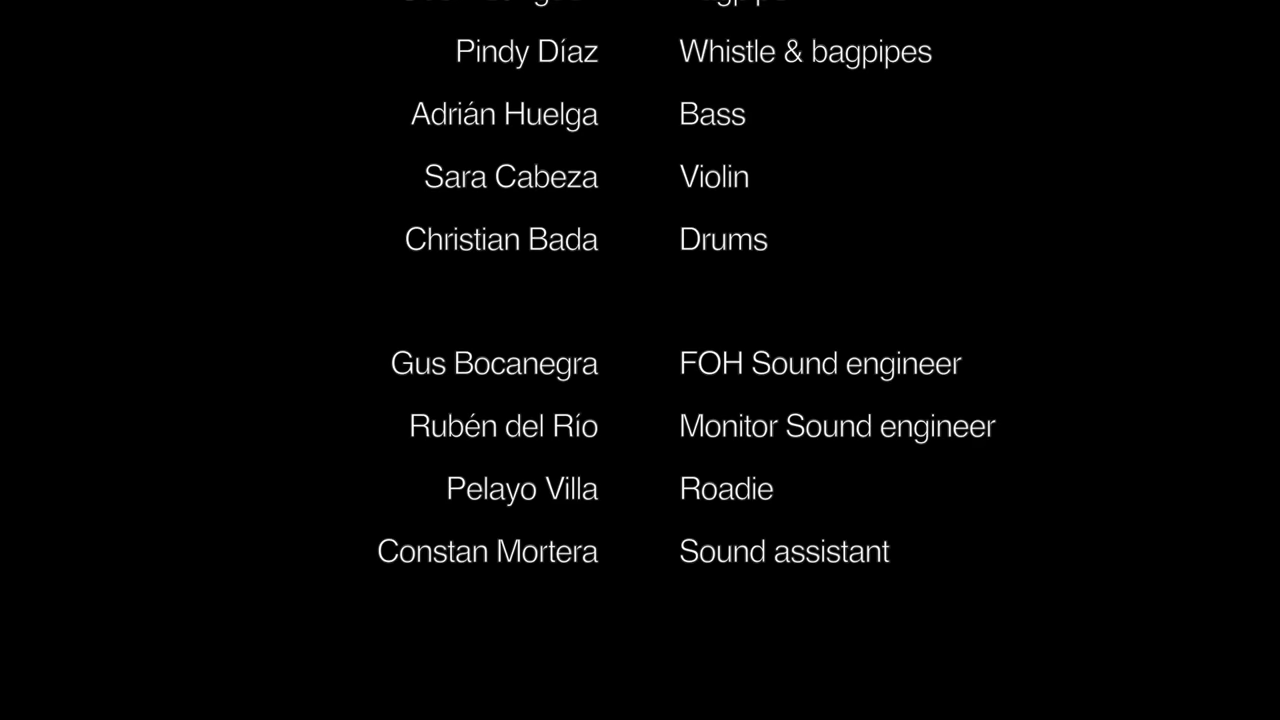 Pindy Díaz Whistle & bagpipes
Adrián Huelga Bass
Sara Cabeza Violin
Christian Bada Drums
Gus Bocanegra FOH Sound engineer
Rubén del Río Monitor Sound engineer
Pelayo Villa Roadie
Constan Mortera Sound assistant